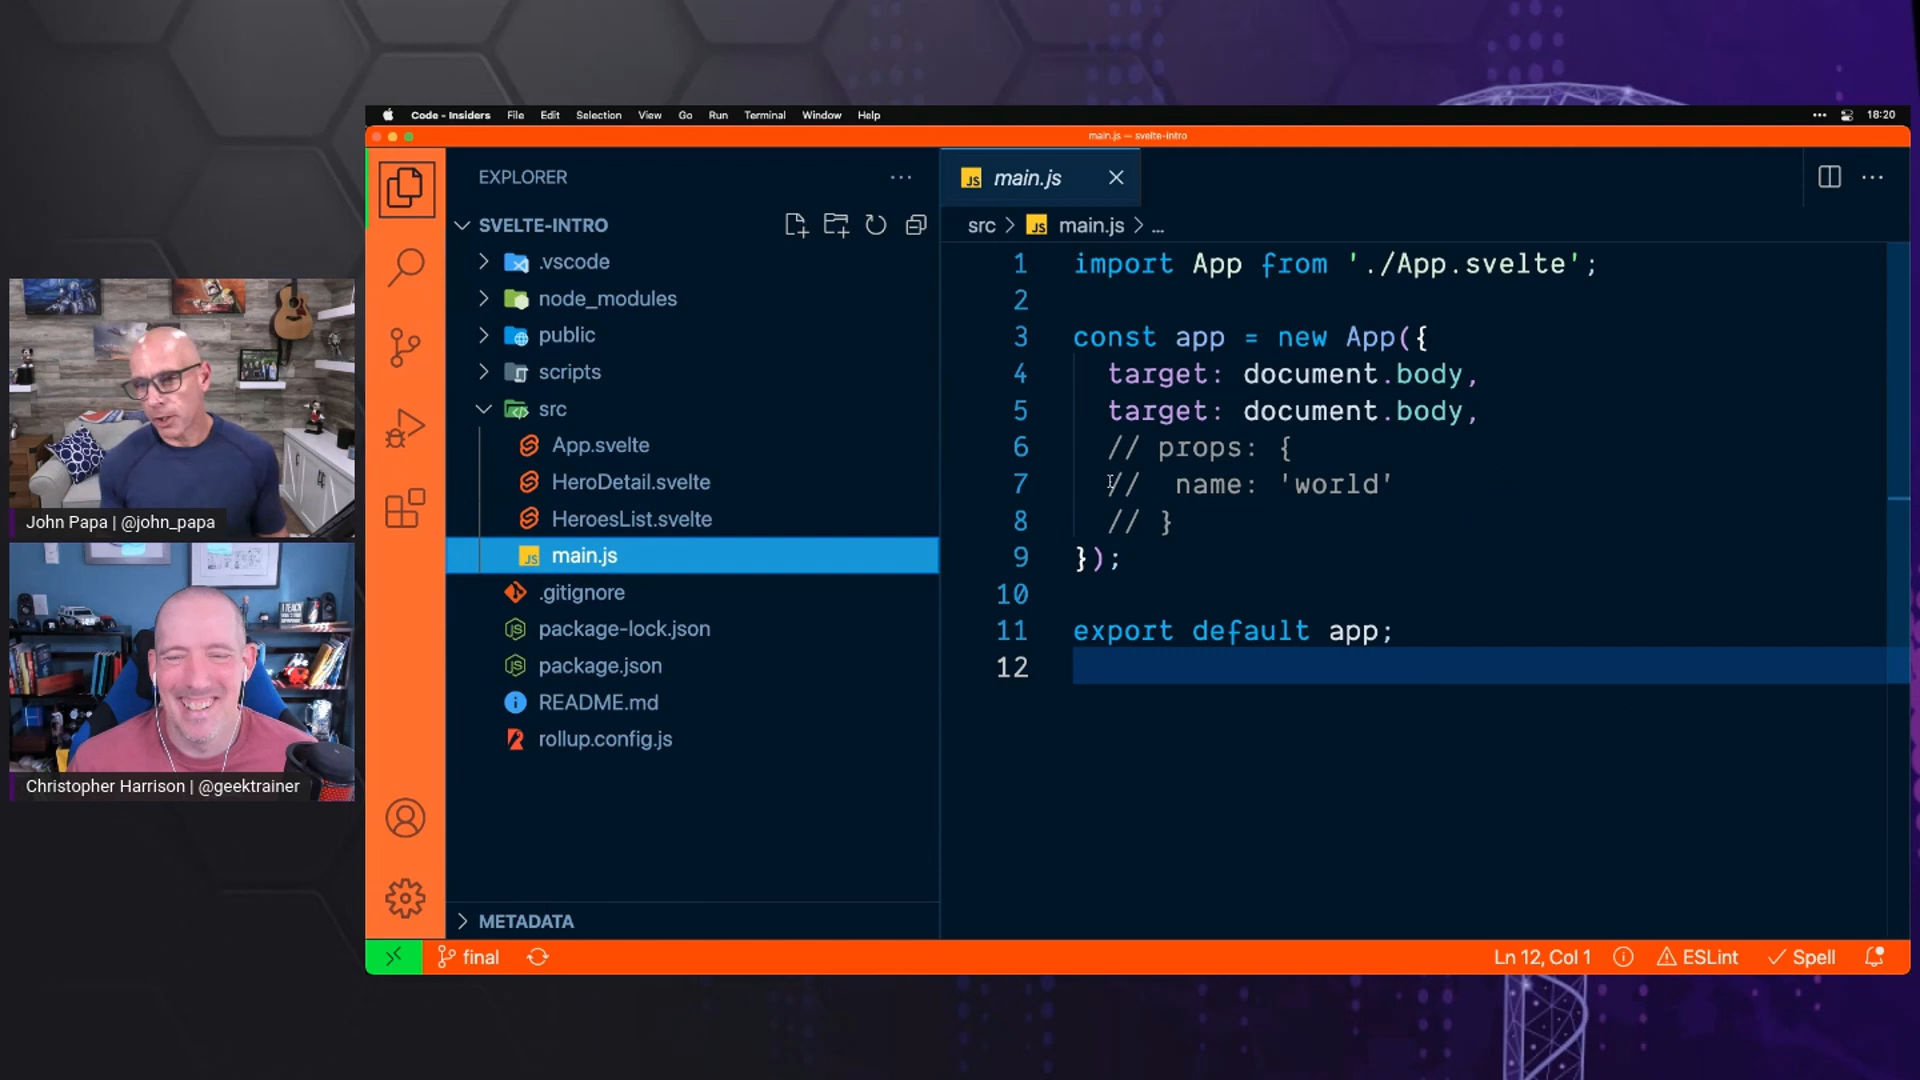 Code - Insiders File Edit Selection View Go Run Terminal Window Help 18:20
main.js — svelte-intro
EXPLORER
SVELTE-INTRO
.vscode
node_modules
public
scripts
src
App.svelte
HeroDetail.svelte
HeroesList.svelte
JS main.js
.gitignore
package-lock.json
package.json
README.md
rollup.config.js
METADATA
JS main.js
src > JS main.js > ...
1 import App from './App.svelte';
2
3 const app = new App({
4 target: document.body,
5 target: document.body,
6 // props: {
7 //  name: 'world'
8 // }
9 });
10
11 export default app;
12
final
Ln 12, Col 1 ESLint Spell
John Papa | @john_papa
I TEACH
Christopher Harrison | @geektrainer